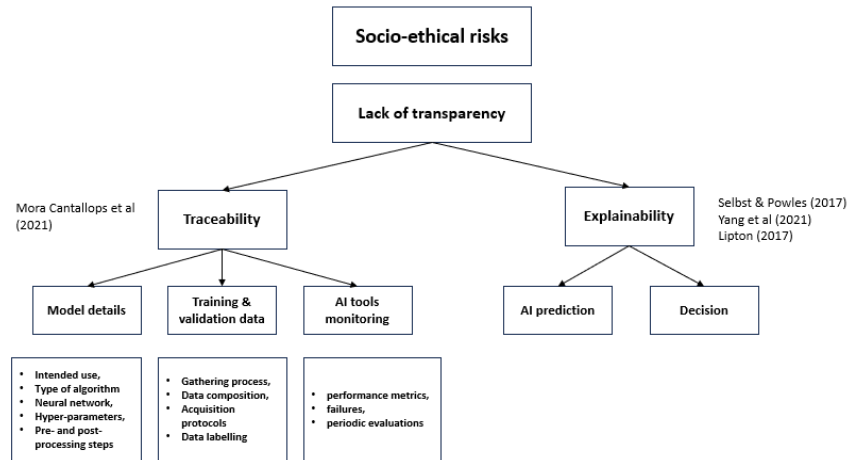 Socio-ethical risks
Lack of transparency
Mora Cantallops et al
(2021)
Traceability
Explainability
Selbst & Powles (2017)
Yang et al (2021)
Lipton (2017)
Model details
Training &
validation data
AI tools
monitoring
AI prediction
Decision
• Intended use,
• Type of algorithm
• Neural network,
• Hyper-parameters,
• Pre- and post-
processing steps
• Gathering process,
• Data composition,
• Acquisition
protocols
• Data labelling
• performance metrics,
• failures,
• periodic evaluations